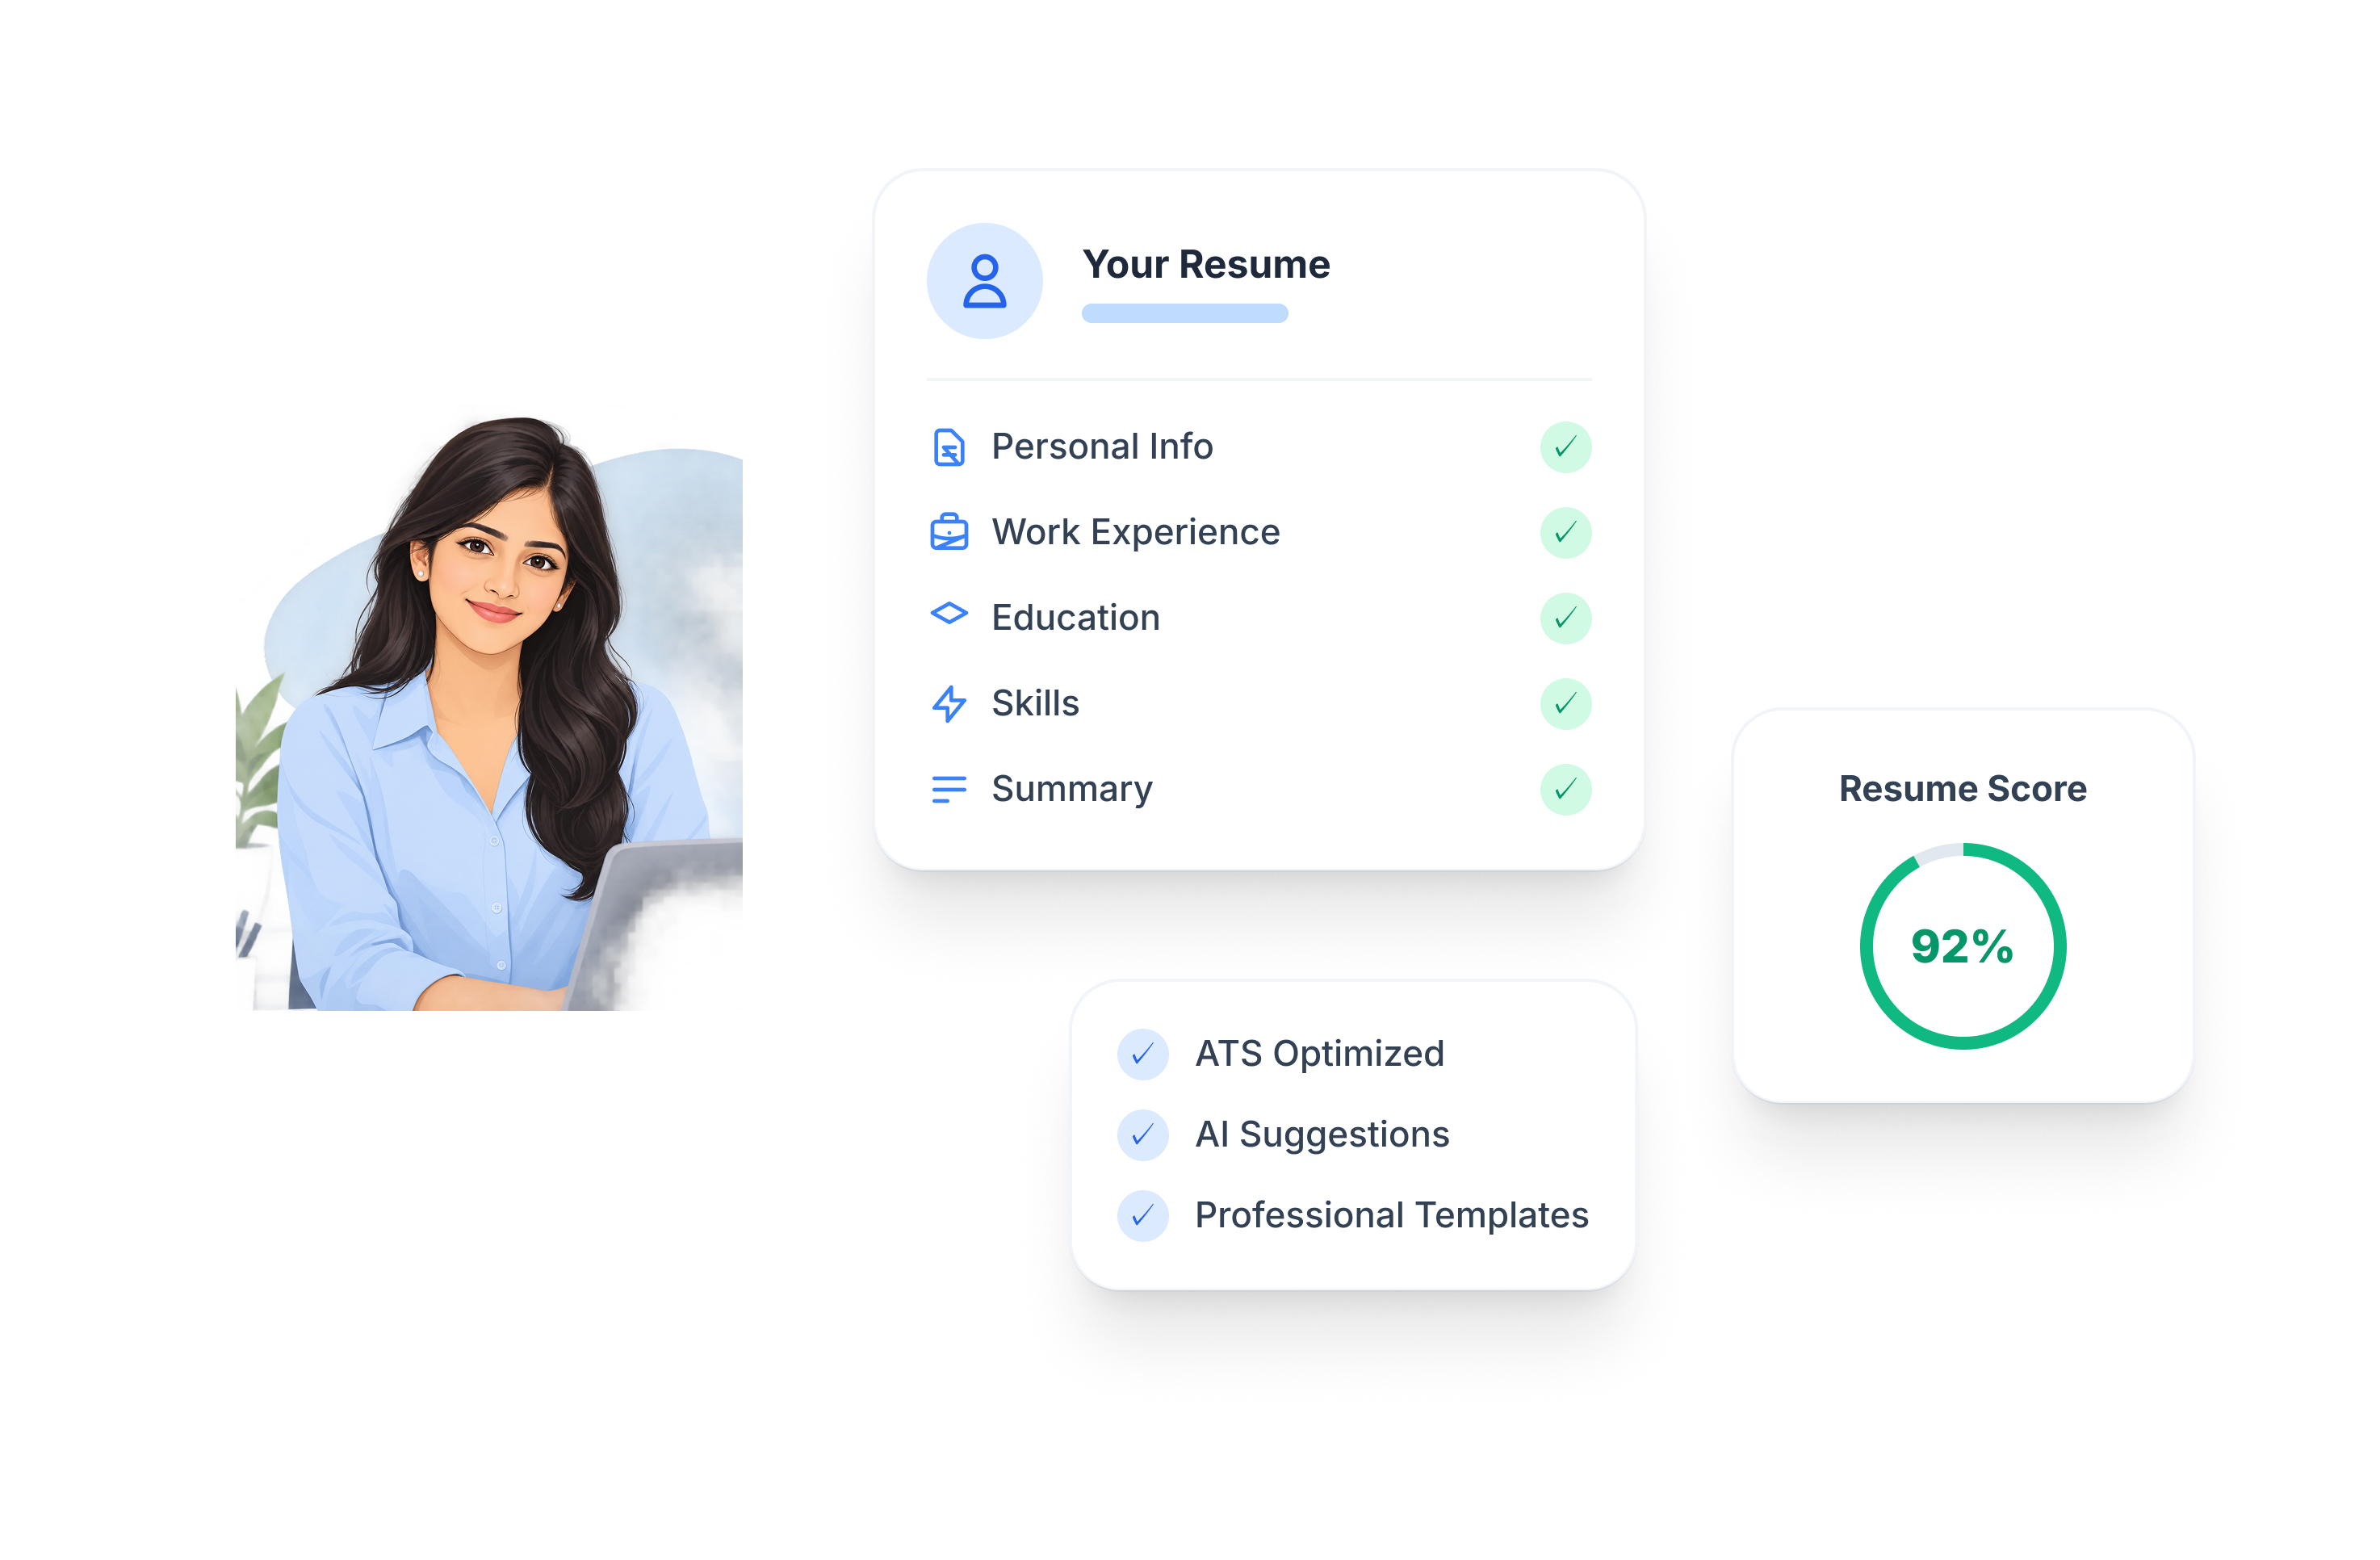 Your Resume
Personal Info
Work Experience
Education
Skills
Summary
Resume Score
92%
ATS Optimized
AI Suggestions
Professional Templates